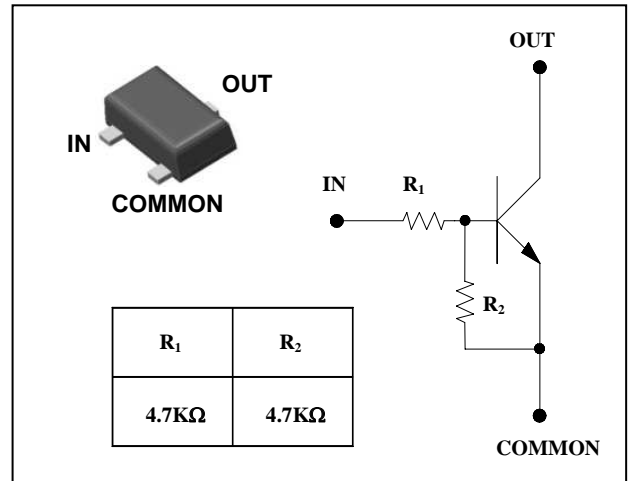 OUT
IN
COMMON
OUT
IN
R₁
R₂
COMMON
R₁ R₂
4.7KΩ 4.7KΩ